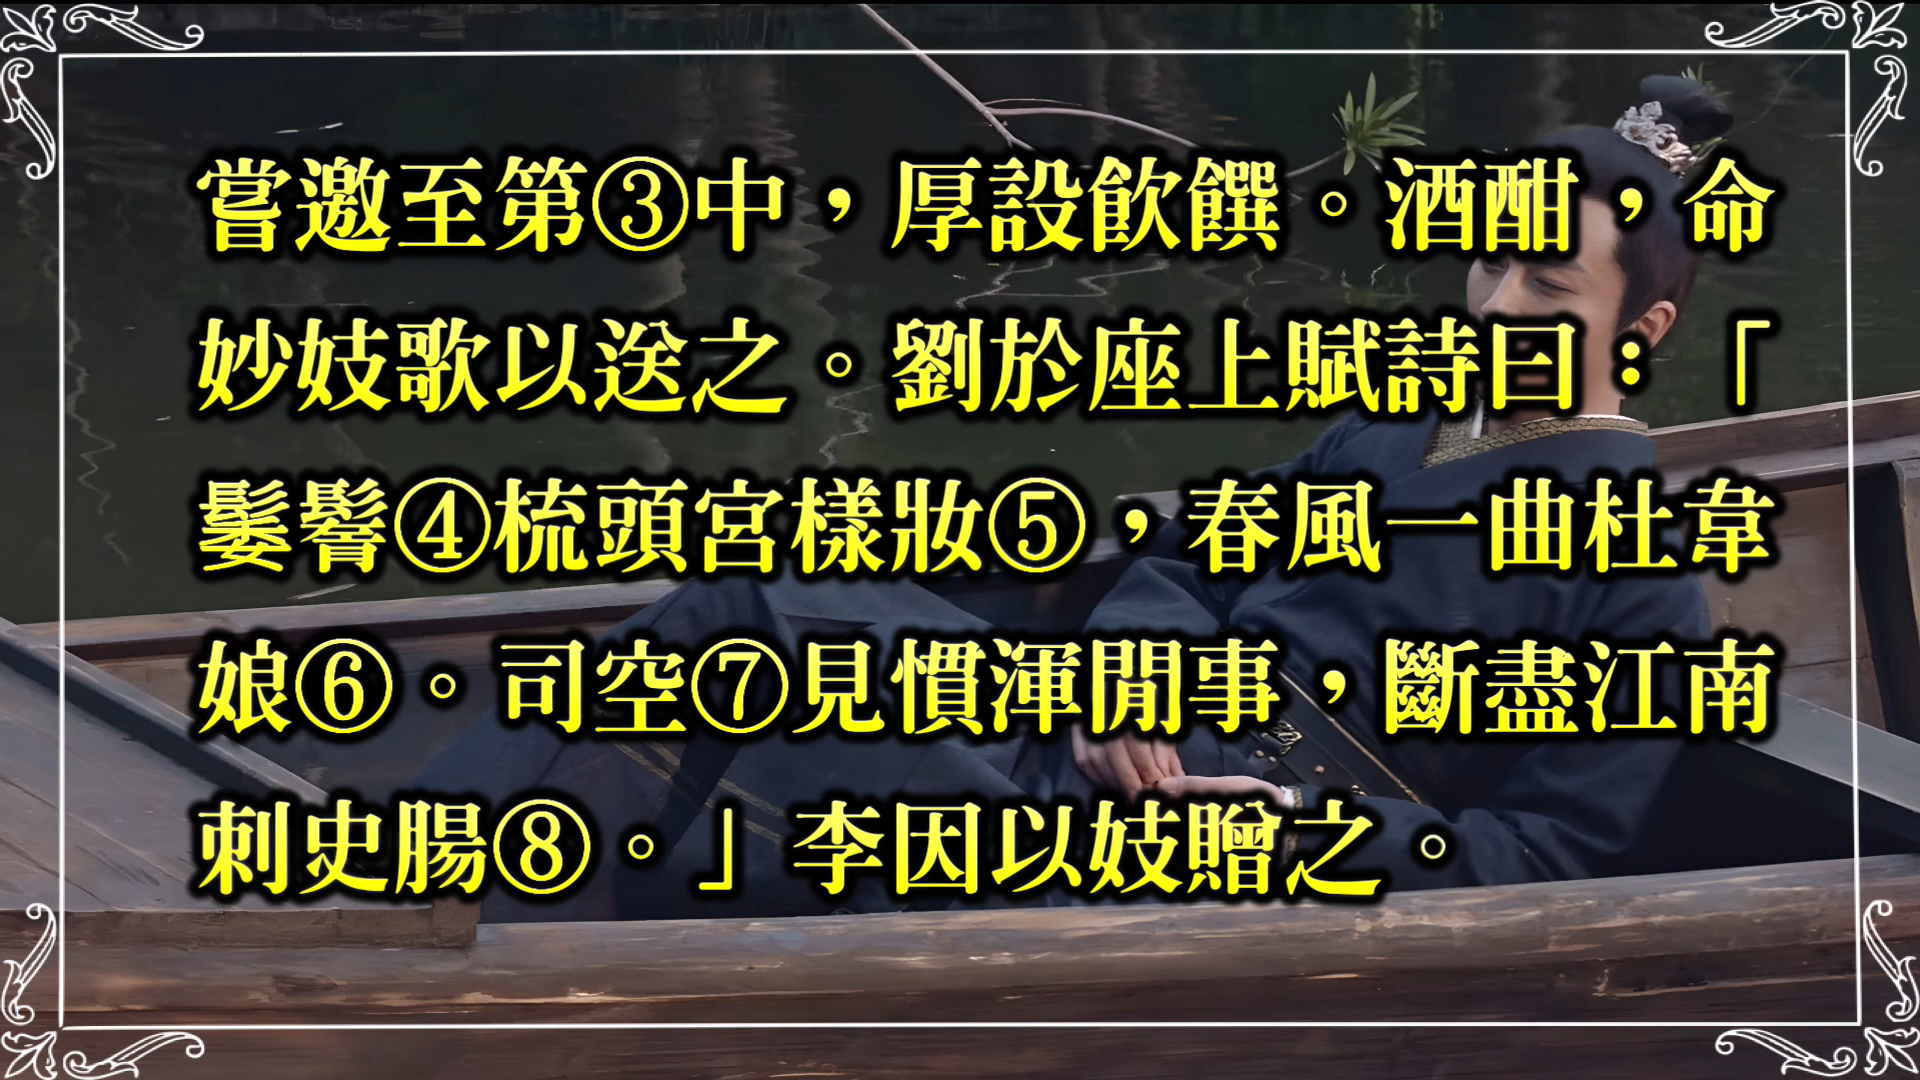 嘗邀至第③中，厚設飲饌。酒酣，命
妙妓歌以送之。劉於座上賦詩曰：「
鬖髾④梳頭宮樣妝⑤，春風一曲杜韋
娘⑥。司空⑦見慣渾閒事，斷盡江南
刺史腸⑧。」李因以妓贈之。